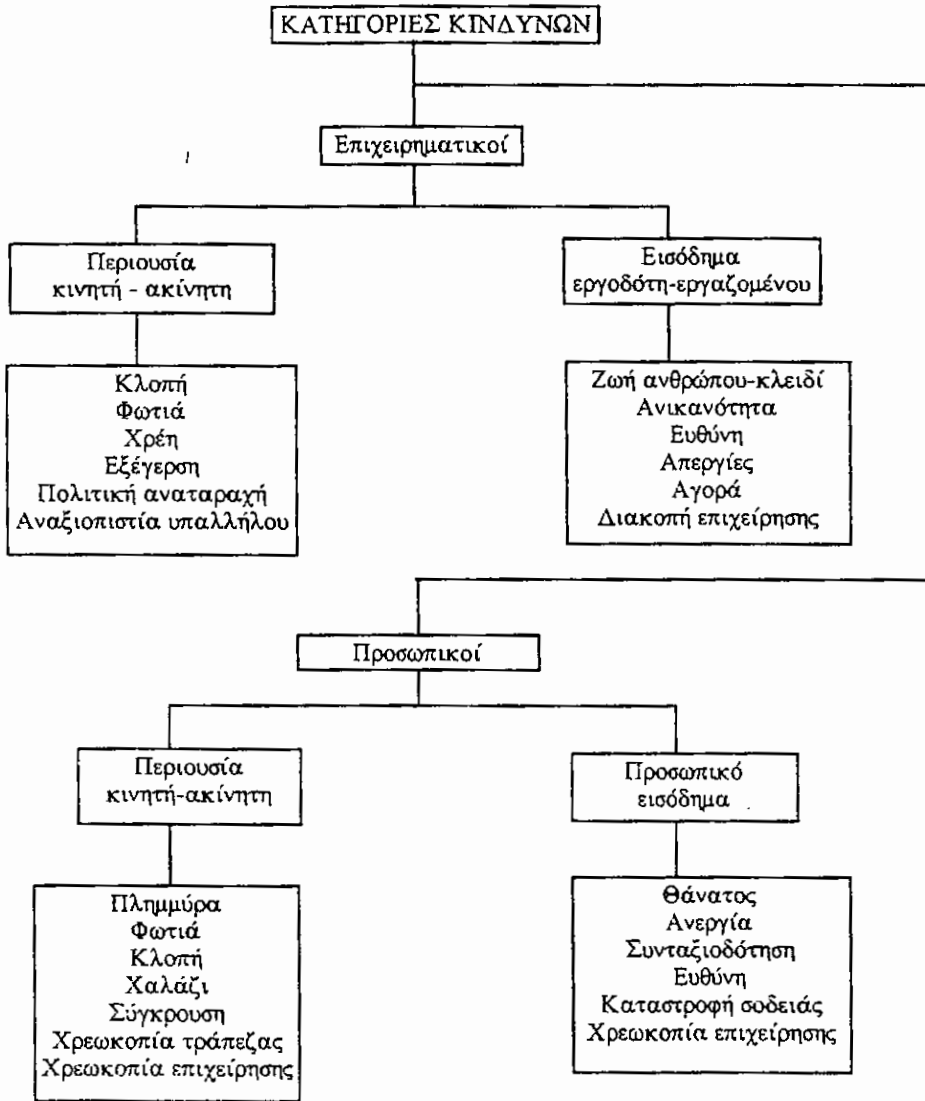 ΚΑΤΗΓΟΡΙΕΣ ΚΙΝΔΥΝΩΝ
Επιχειρηματικοί
Περιουσία
κινητή - ακίνητη
Εισόδημα
εργοδότη-εργαζομένου
Κλοπή
Φωτιά
Χρέη
Εξέγερση
Πολιτική αναταραχή
Αναξιοπιστία υπαλλήλου
Ζωή ανθρώπου-κλειδί
Ανικανότητα
Ευθύνη
Απεργίες
Αγορά
Διακοπή επιχείρησης
Προσωπικοί
Περιουσία
κινητή-ακίνητη
Προσωπικό
εισόδημα
Πλημμύρα
Φωτιά
Κλοπή
Χαλάζι
Σύγκρουση
Χρεωκοπία τράπεζας
Χρεωκοπία επιχείρησης
Θάνατος
Ανεργία
Συνταξιοδότηση
Ευθύνη
Καταστροφή σοδειάς
Χρεωκοπία επιχείρησης